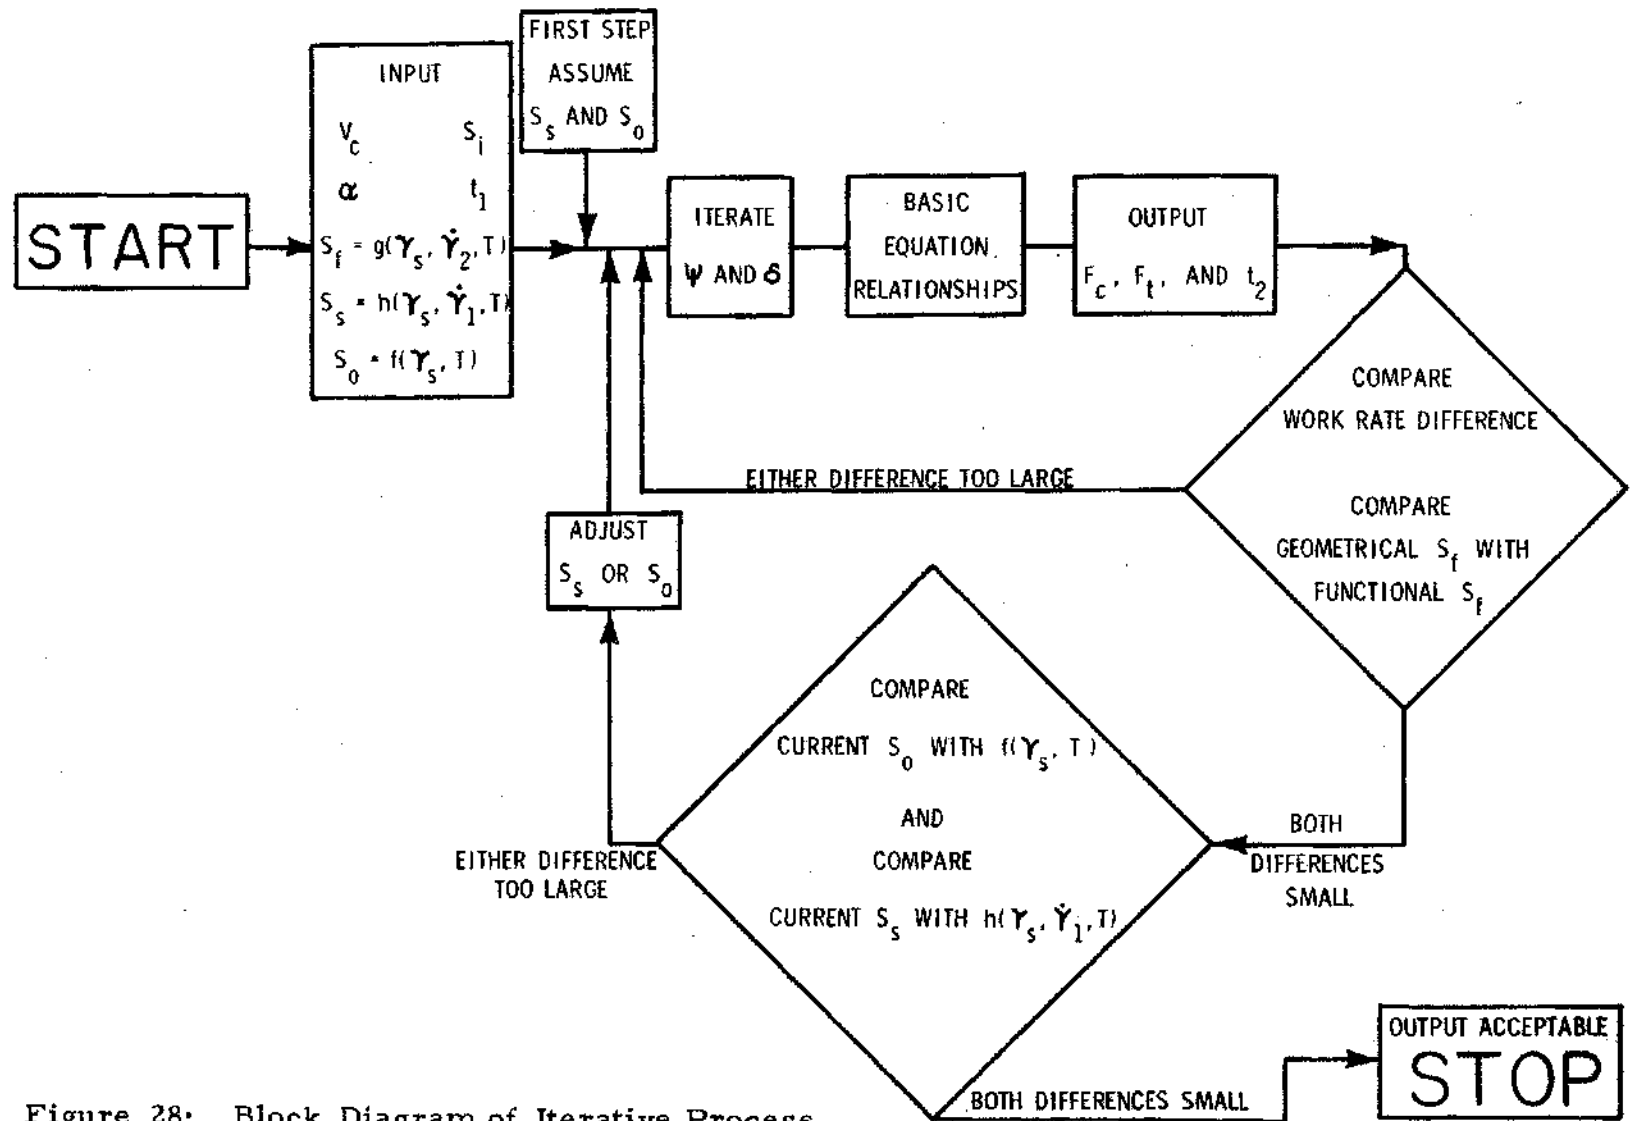 START
INPUT
V_c S_i
α t_1
S_f = g(γ_s, γ̇_2, T)
S_s = h(γ_s, γ̇_1, T)
S_0 = f(γ_s, T)
FIRST STEP
ASSUME
S_s AND S_0
ITERATE
Ψ AND δ
BASIC
EQUATION
RELATIONSHIPS
OUTPUT
F_c, F_t, AND t_2
COMPARE
WORK RATE DIFFERENCE
COMPARE
GEOMETRICAL S_f WITH
FUNCTIONAL S_f
EITHER DIFFERENCE TOO LARGE
ADJUST
S_s OR S_0
BOTH
DIFFERENCES
SMALL
COMPARE
CURRENT S_0 WITH f(γ_s, T)
AND
COMPARE
CURRENT S_s WITH h(γ_s, γ̇_1, T)
EITHER DIFFERENCE
TOO LARGE
BOTH DIFFERENCES SMALL
OUTPUT ACCEPTABLE
STOP
Figure 28: Block Diagram of Iterative Process